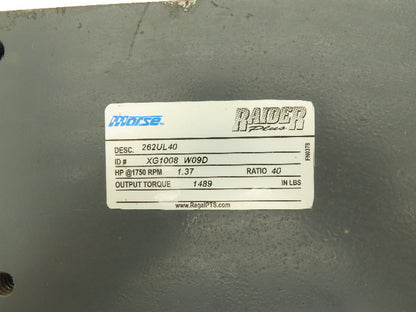 Morse RAIDER Plus
DESC. 262UL40
ID # XG1008 W09D
HP @1750 RPM 1.37 RATIO 40
OUTPUT TORQUE 1489 IN LBS
www.RegalPTS.com